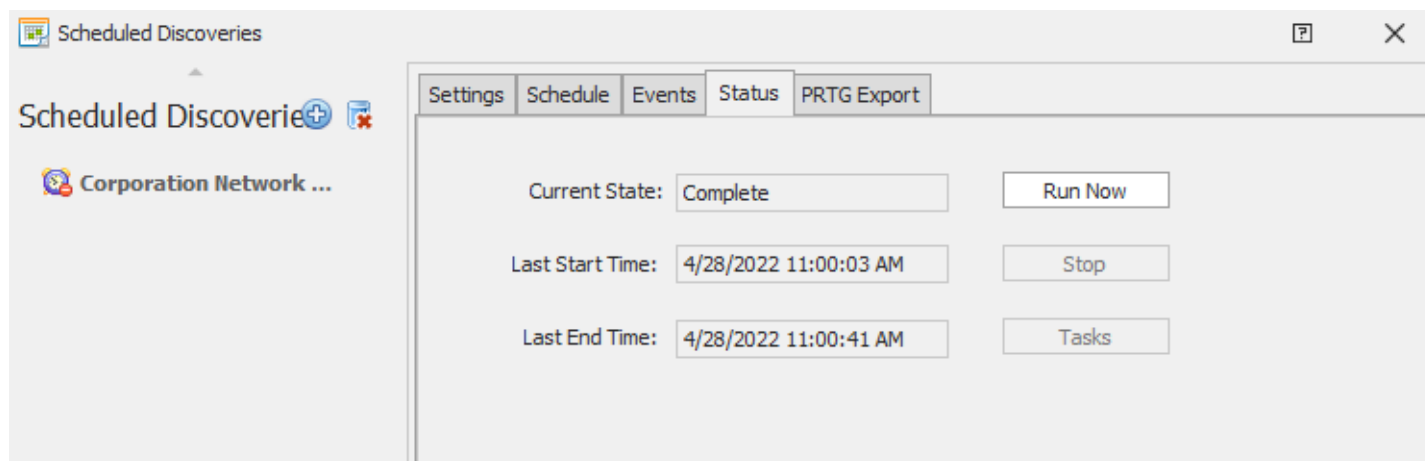 Scheduled Discoveries
Scheduled Discoverie
Corporation Network ...
Settings Schedule Events Status PRTG Export
Current State: Complete Run Now
Last Start Time: 4/28/2022 11:00:03 AM Stop
Last End Time: 4/28/2022 11:00:41 AM Tasks